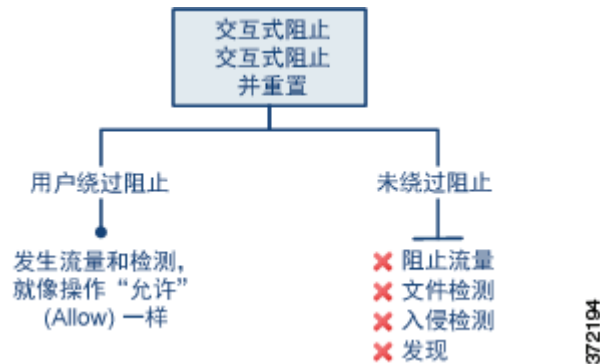 交互式阻止
交互式阻止
并重置
用户绕过阻止
未绕过阻止
发生流量和检测，
就像操作“允许”
(Allow) 一样
阻止流量
文件检测
入侵检测
发现
372194